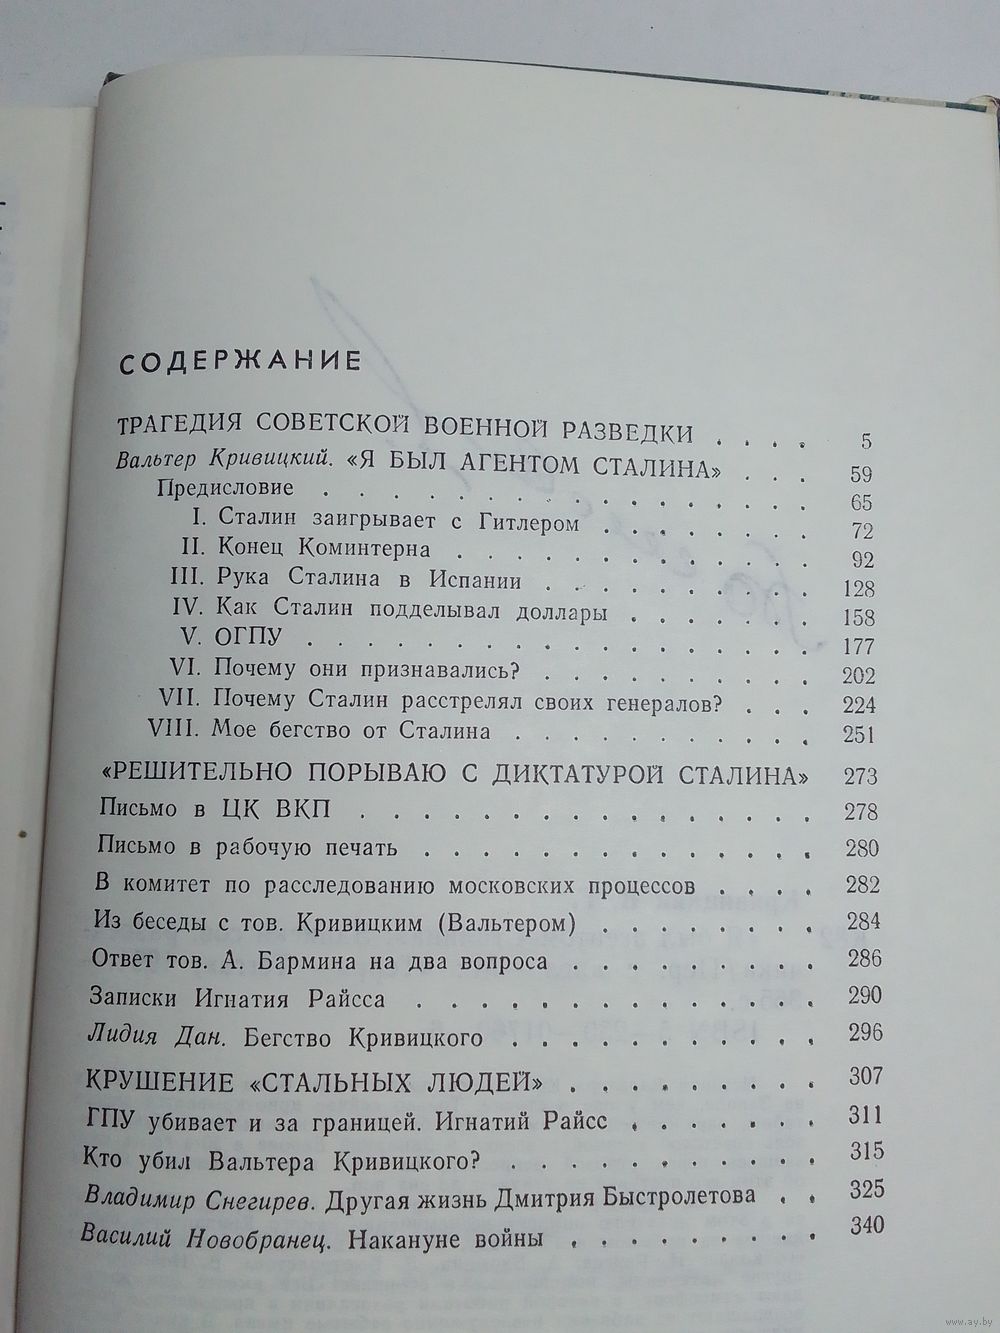 СОДЕРЖАНИЕ
ТРАГЕДИЯ СОВЕТСКОЙ ВОЕННОЙ РАЗВЕДКИ . . . . 5
Вальтер Кривицкий. «Я БЫЛ АГЕНТОМ СТАЛИНА» . . . 59
Предисловие . . . . . . . . . . . . . 65
I. Сталин заигрывает с Гитлером . . . . . . . 72
II. Конец Коминтерна . . . . . . . . . . . . 92
III. Рука Сталина в Испании . . . . . . . . . 128
IV. Как Сталин подделывал доллары . . . . . . 158
V. ОГПУ . . . . . . . . . . . . . . . 177
VI. Почему они признавались? . . . . . . . . . 202
VII. Почему Сталин расстрелял своих генералов? . . . 224
VIII. Мое бегство от Сталина . . . . . . . . . . 251
«РЕШИТЕЛЬНО ПОРЫВАЮ С ДИКТАТУРОЙ СТАЛИНА» 273
Письмо в ЦК ВКП . . . . . . . . . . . . . . . 278
Письмо в рабочую печать . . . . . . . . . . . . 280
В комитет по расследованию московских процессов . . . . 282
Из беседы с тов. Кривицким (Вальтером) . . . . . . . 284
Ответ тов. А. Бармина на два вопроса . . . . . . . . 286
Записки Игнатия Райсса . . . . . . . . . . . . 290
Лидия Дан. Бегство Кривицкого . . . . . . . . . . 296
КРУШЕНИЕ «СТАЛЬНЫХ ЛЮДЕЙ» . . . . . . . . 307
ГПУ убивает и за границей. Игнатий Райсс . . . . . . 311
Кто убил Вальтера Кривицкого? . . . . . . . . . . 315
Владимир Снегирев. Другая жизнь Дмитрия Быстролетова . . 325
Василий Новобранец. Накануне войны . . . . . . . . 340
www.ay.by